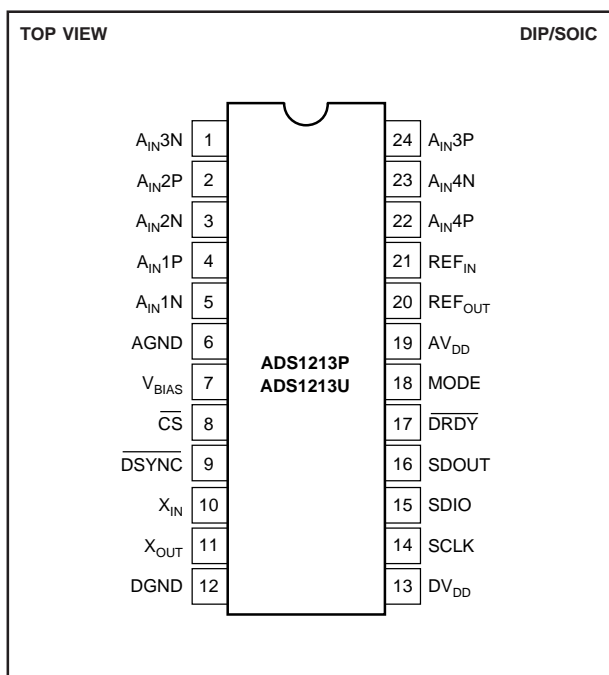 TOP VIEW DIP/SOIC
AIN3N 1 24 AIN3P
AIN2P 2 23 AIN4N
AIN2N 3 22 AIN4P
AIN1P 4 21 REFIN
AIN1N 5 20 REFOUT
AGND 6 19 AVDD
ADS1213P
ADS1213U
VBIAS 7 18 MODE
CS 8 17 DRDY
DSYNC 9 16 SDOUT
XIN 10 15 SDIO
XOUT 11 14 SCLK
DGND 12 13 DVDD